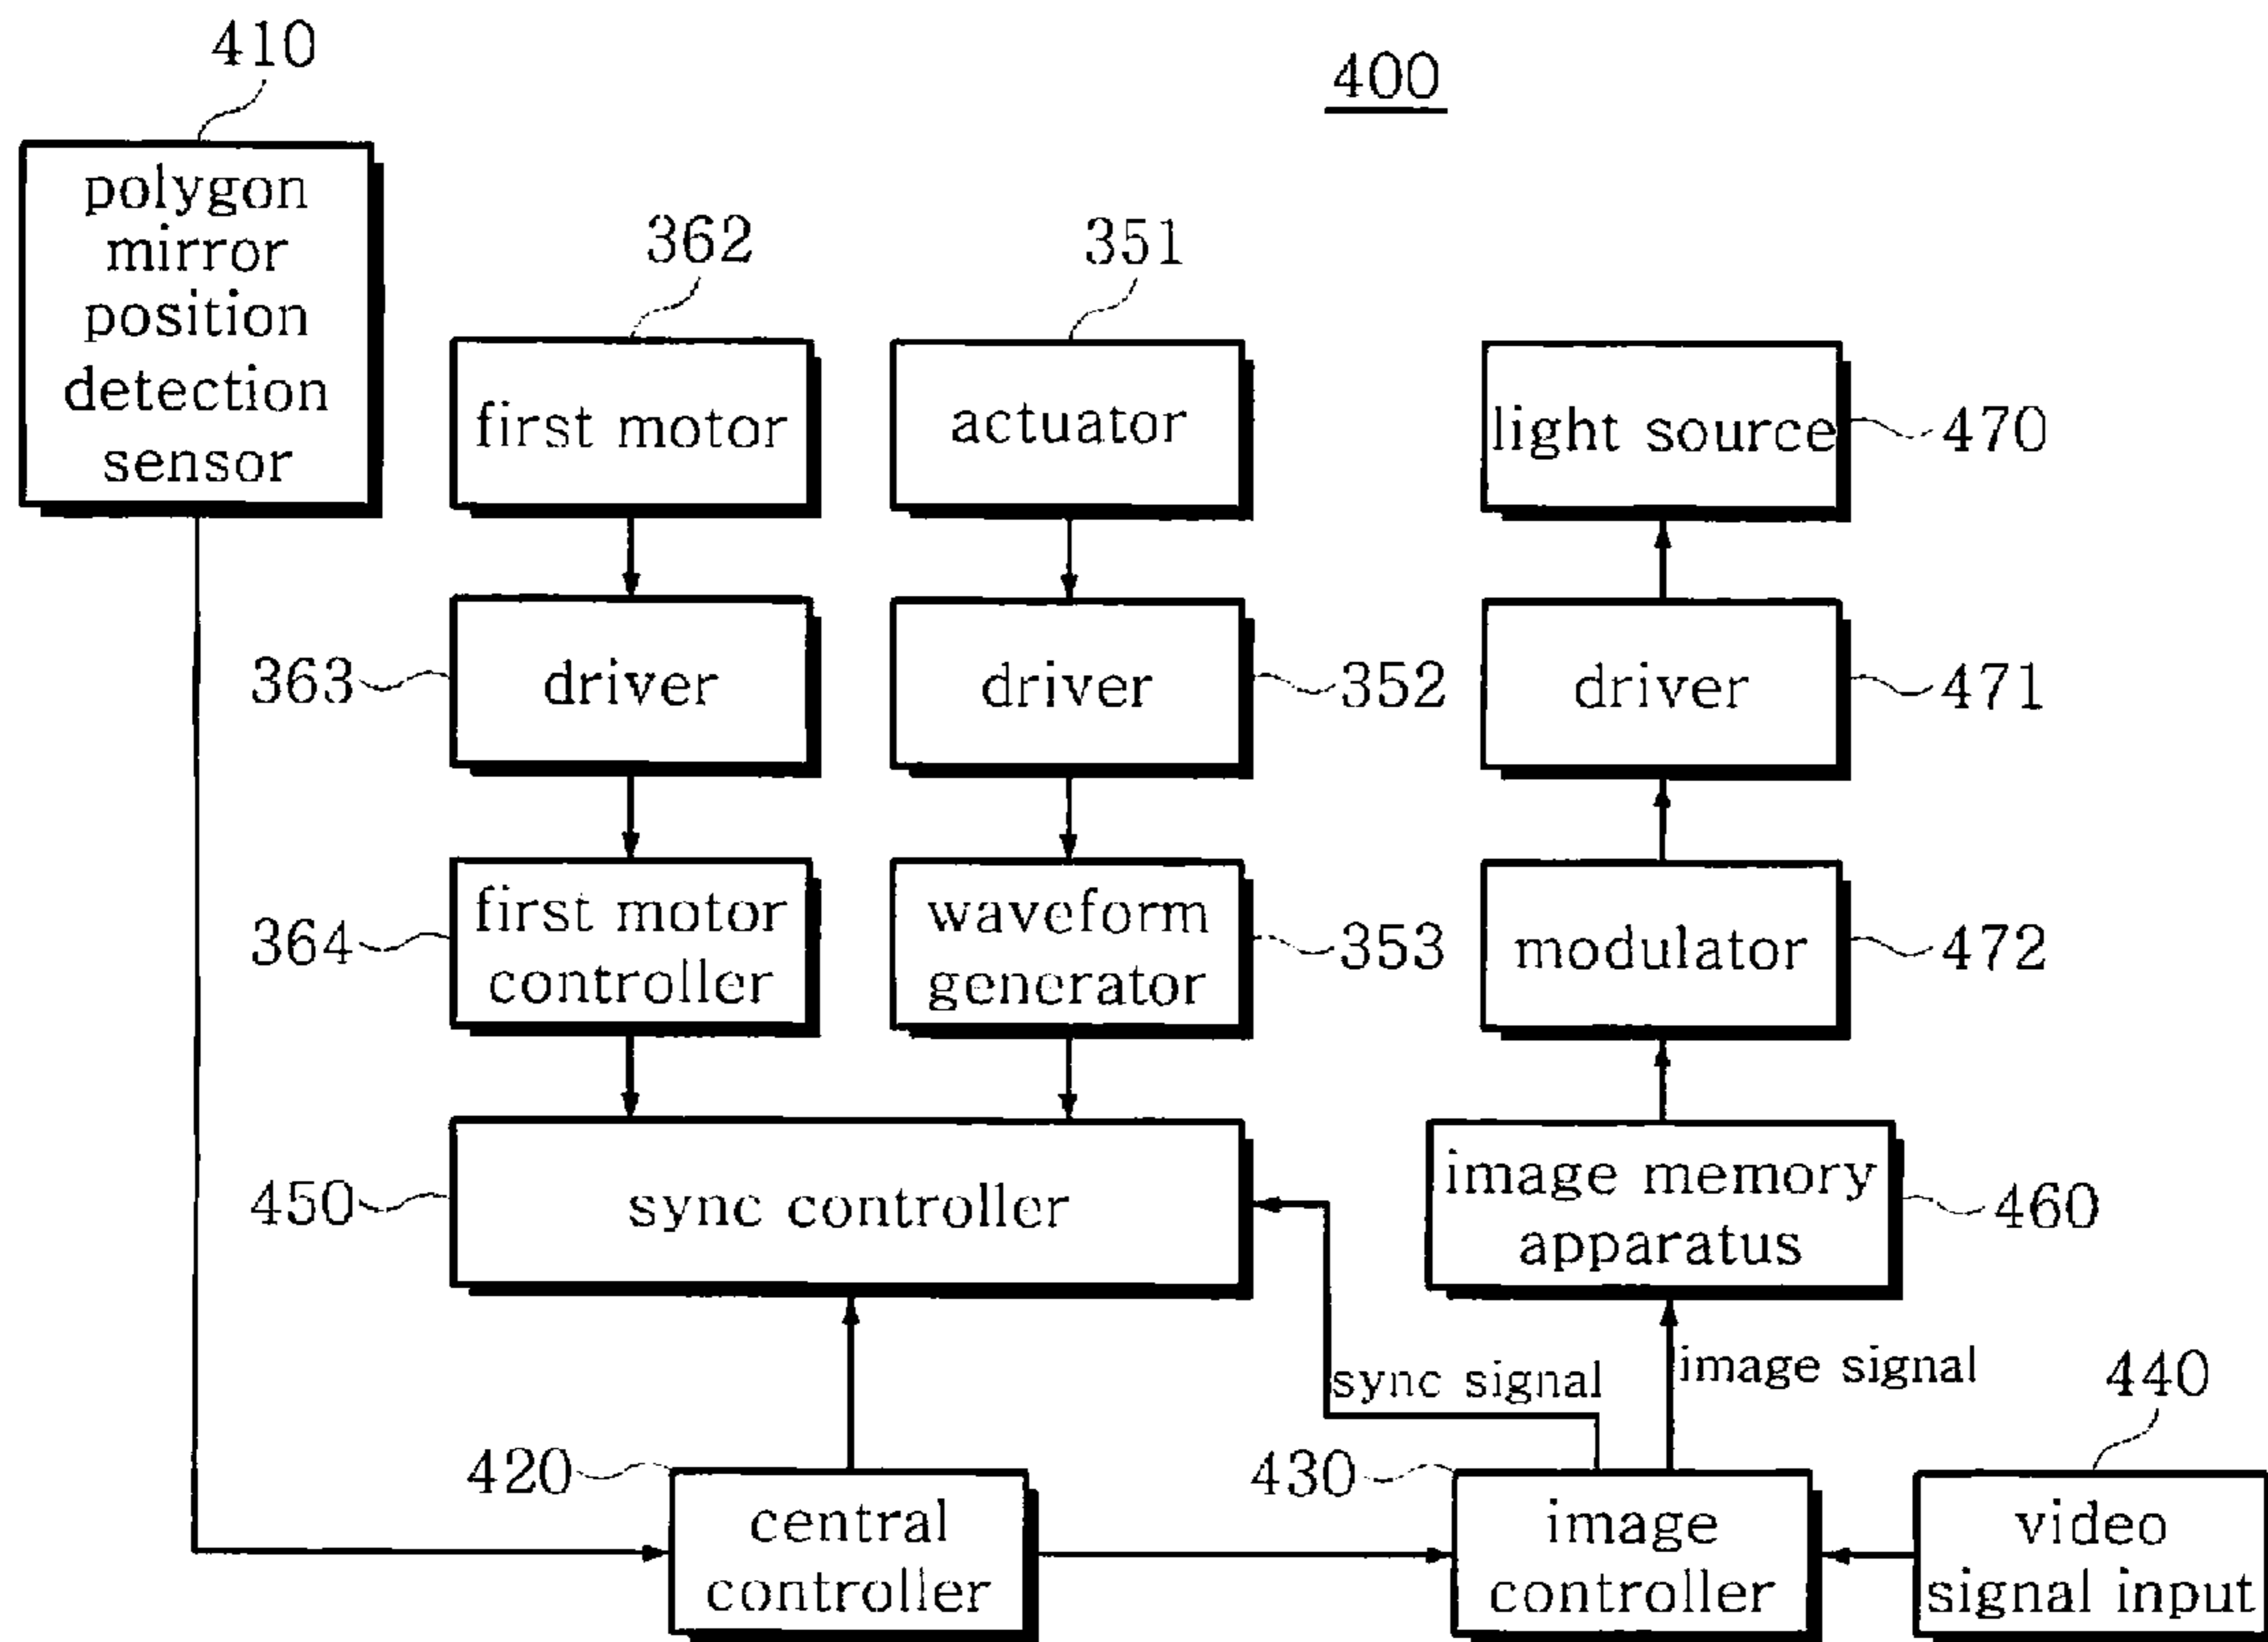 410
400
polygon
mirror
position
detection
sensor
362
351
first motor
actuator
light source
470
363
driver
driver
352
driver
471
364
first motor
controller
waveform
generator
353
modulator
472
450
sync controller
image memory
apparatus
460
sync signal
image signal
440
420
central
controller
430
image
controller
video
signal input